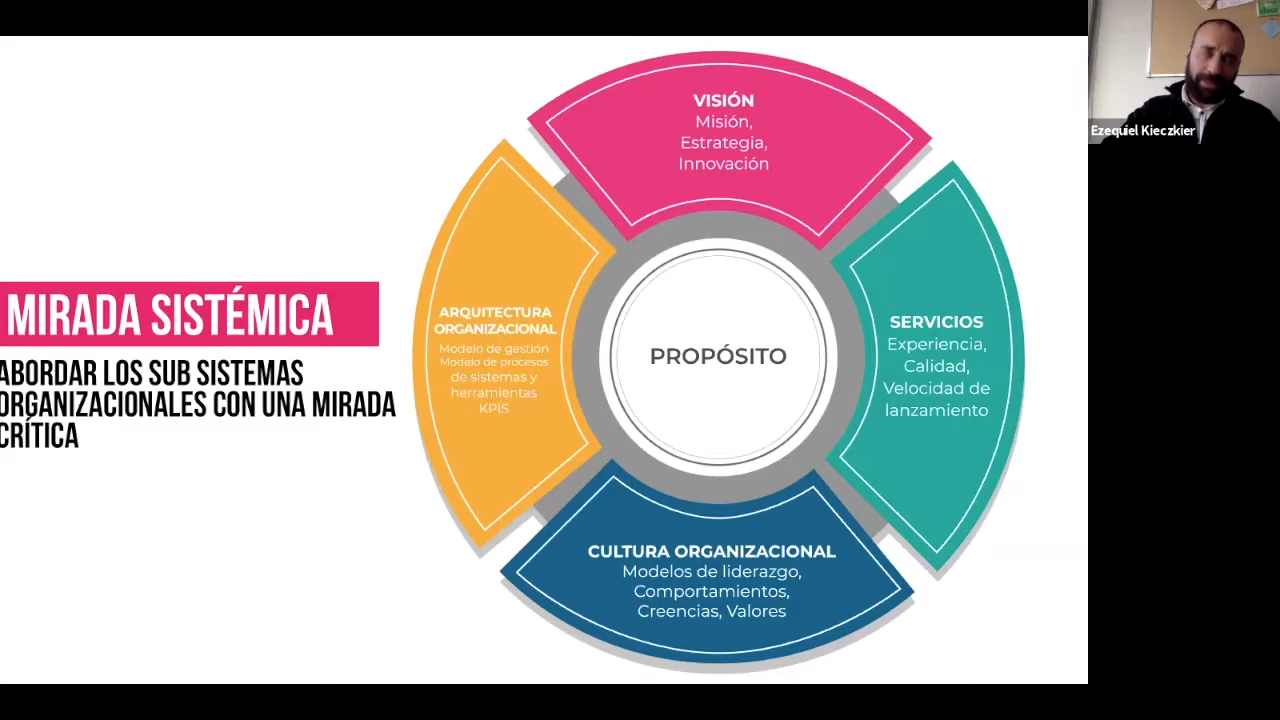 MIRADA SISTÉMICA
ABORDAR LOS SUB SISTEMAS
ORGANIZACIONALES CON UNA MIRADA
CRÍTICA
VISIÓN
Misión,
Estrategia,
Innovación
ARQUITECTURA
ORGANIZACIONAL
Modelo de gestión
Modelo de procesos
de sistemas y
herramientas
KPIS
PROPÓSITO
SERVICIOS
Experiencia,
Calidad,
Velocidad de
lanzamiento
CULTURA ORGANIZACIONAL
Modelos de liderazgo,
Comportamientos,
Creencias, Valores
Ezequiel Kieczkier